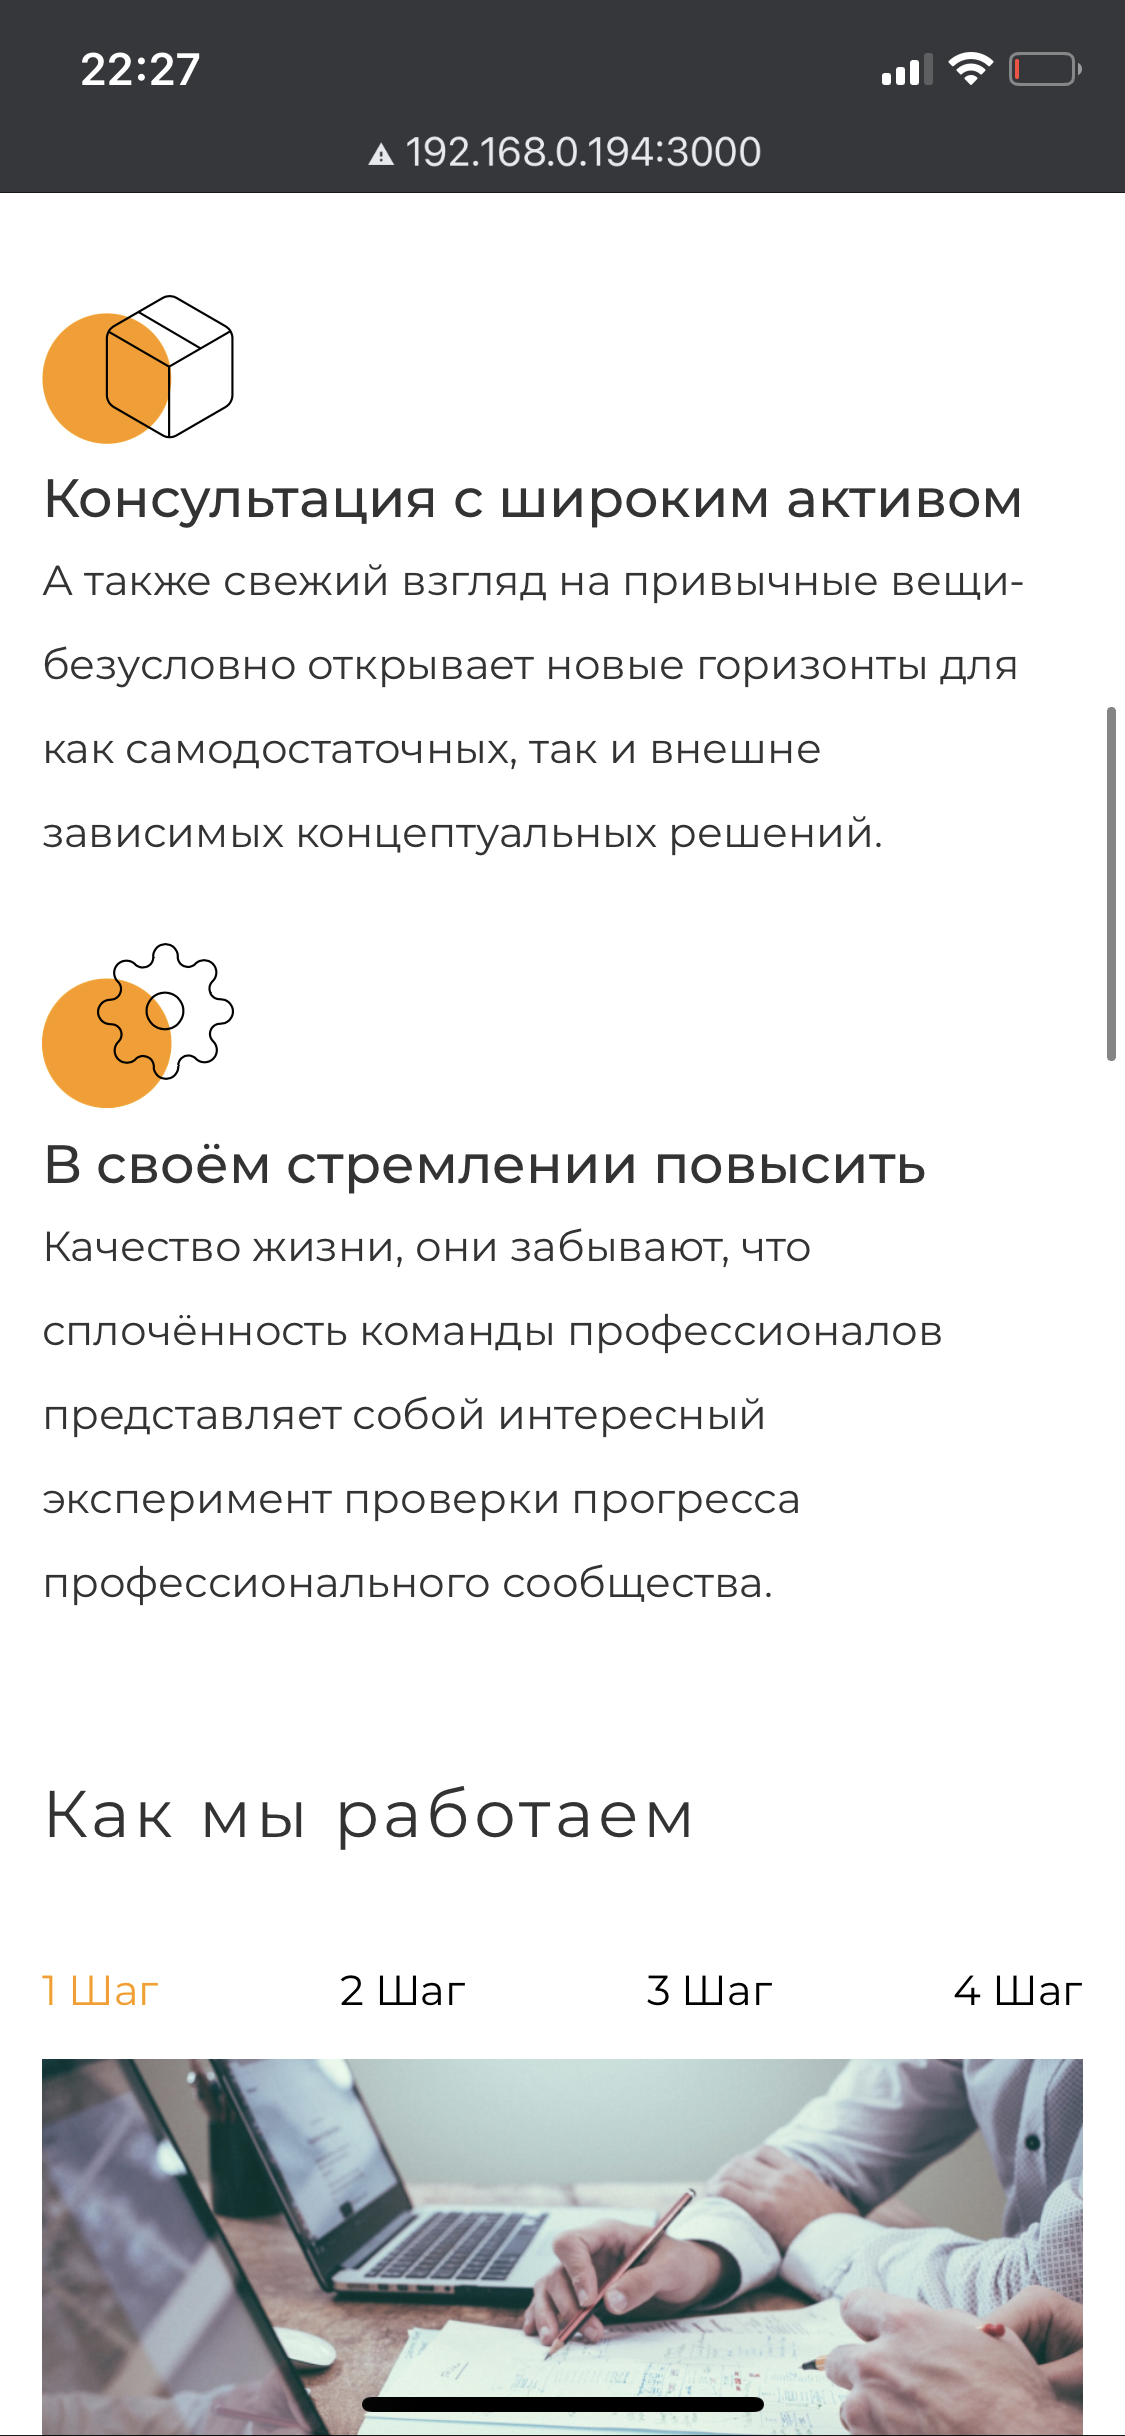 22:27
192.168.0.194:3000
Консультация с широким активом
А также свежий взгляд на привычные вещи-
безусловно открывает новые горизонты для
как самодостаточных, так и внешне
зависимых концептуальных решений.
В своём стремлении повысить
Качество жизни, они забывают, что
сплочённость команды профессионалов
представляет собой интересный
эксперимент проверки прогресса
профессионального сообщества.
Как мы работаем
1 Шаг 2 Шаг 3 Шаг 4 Шаг